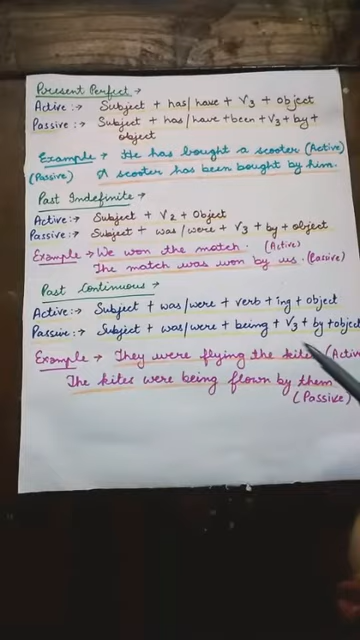 Present Perfect →
Active :→ Subject + has/have + V3 + object
Passive :→ Subject + has/have + been + V3 + by +
object
Example → He has bought a scooter (Active)
(Passive) A scooter has been bought by him.
Past Indefinite →
Active :→ Subject + V2 + Object
Passive :→ Subject + was/were + V3 + by + object
Example → We won the match. (Active)
The match was won by us. (Passive)
Past Continuous →
Active :→ Subject + was/were + verb + ing + object
Passive :→ Subject + was/were + being + V3 + by + object
Example → They were flying the kites (Active
The kites were being flown by them
(Passive)